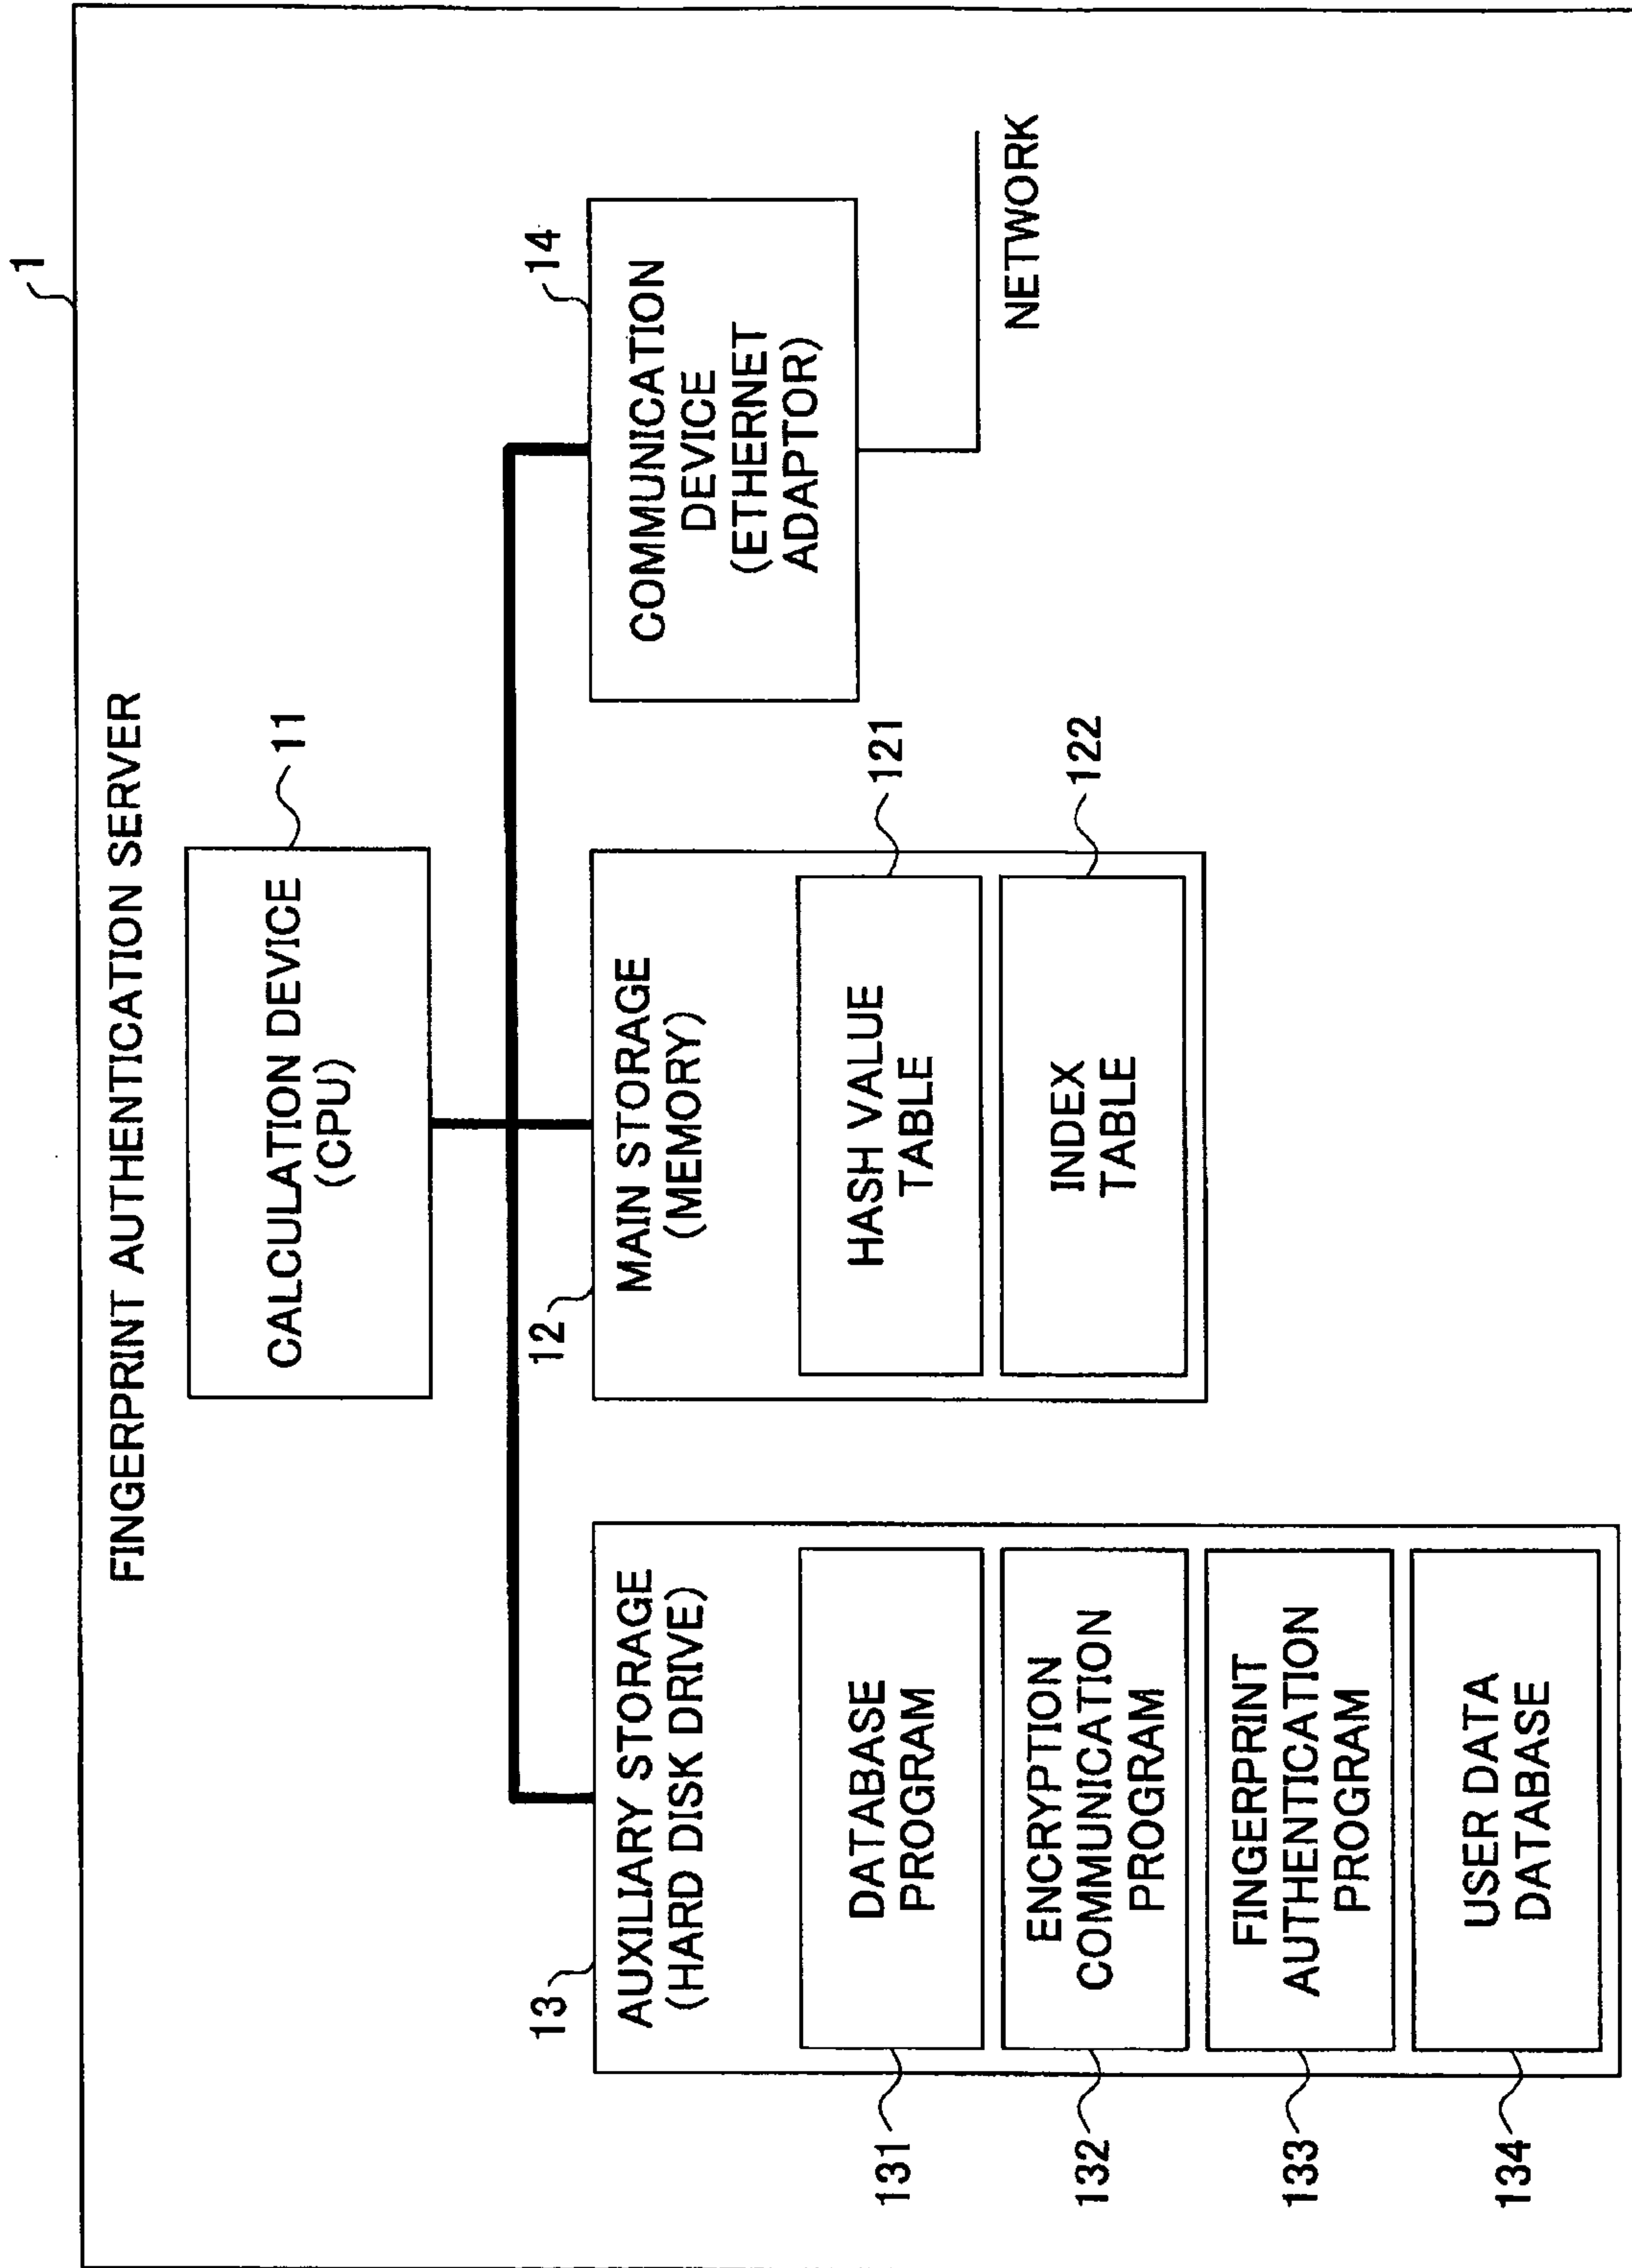 1
FINGERPRINT AUTHENTICATION SERVER
11
CALCULATION DEVICE
(CPU)
13
AUXILIARY STORAGE
(HARD DISK DRIVE)
131
DATABASE
PROGRAM
132
ENCRYPTION
COMMUNICATION
PROGRAM
133
FINGERPRINT
AUTHENTICATION
PROGRAM
134
USER DATA
DATABASE
12
MAIN STORAGE
(MEMORY)
121
HASH VALUE
TABLE
122
INDEX
TABLE
14
COMMUNICATION
DEVICE
(ETHERNET
ADAPTOR)
NETWORK